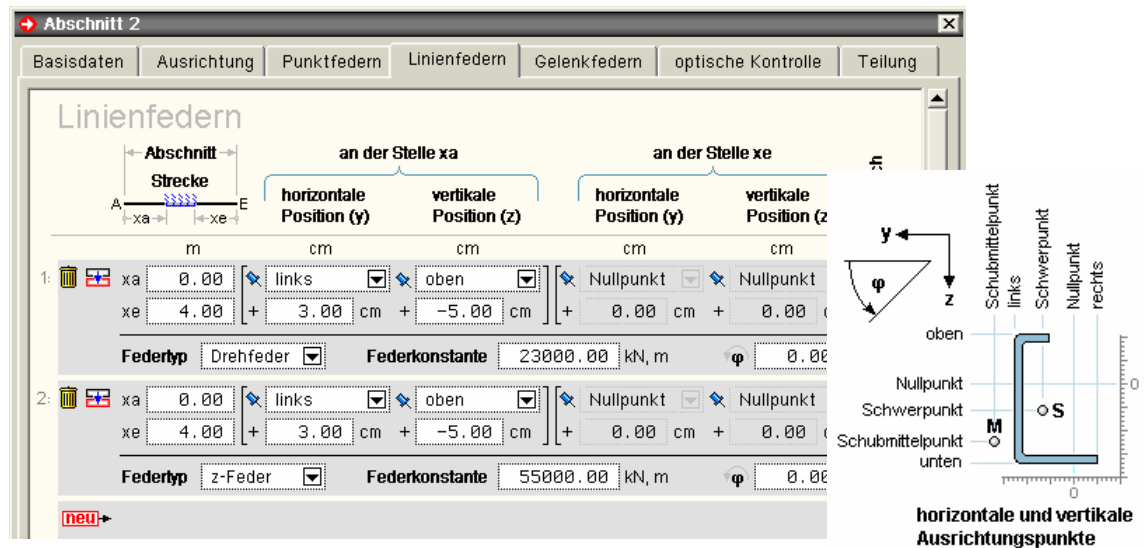 Abschnitt 2
Basisdaten Ausrichtung Punktfedern Linienfedern Gelenkfedern optische Kontrolle Teilung
Linienfedern
Abschnitt
Strecke
A E
xa xe
an der Stelle xa an der Stelle xe
horizontale Position (y) vertikale Position (z) horizontale Position (y) vertikale Position (z
m cm cm cm cm
1: xa 0.00 links oben Nullpunkt Nullpunkt
xe 4.00 + 3.00 cm + -5.00 cm + 0.00 cm + 0.00
Federtyp Drehfeder Federkonstante 23000.00 kN, m φ 0.00
2: xa 0.00 links oben Nullpunkt Nullpunkt
xe 4.00 + 3.00 cm + -5.00 cm + 0.00 cm + 0.00
Federtyp z-Feder Federkonstante 55000.00 kN, m φ 0.00
neu
y
z
φ
Schubmittelpunkt
links
Schwerpunkt
Nullpunkt
rechts
oben
Nullpunkt 0
Schwerpunkt S
M
Schubmittelpunkt
unten
0
horizontale und vertikale
Ausrichtungspunkte